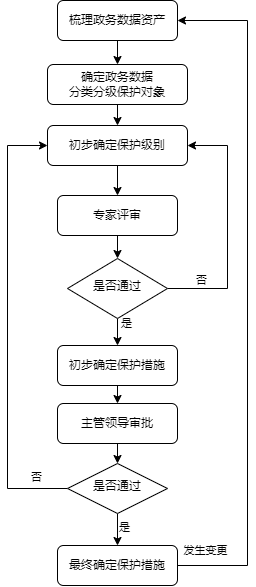 梳理政务数据资产
确定政务数据
分类分级保护对象
初步确定保护级别
专家评审
是否通过
否
是
初步确定保护措施
主管领导审批
是否通过
否
是
最终确定保护措施
发生变更